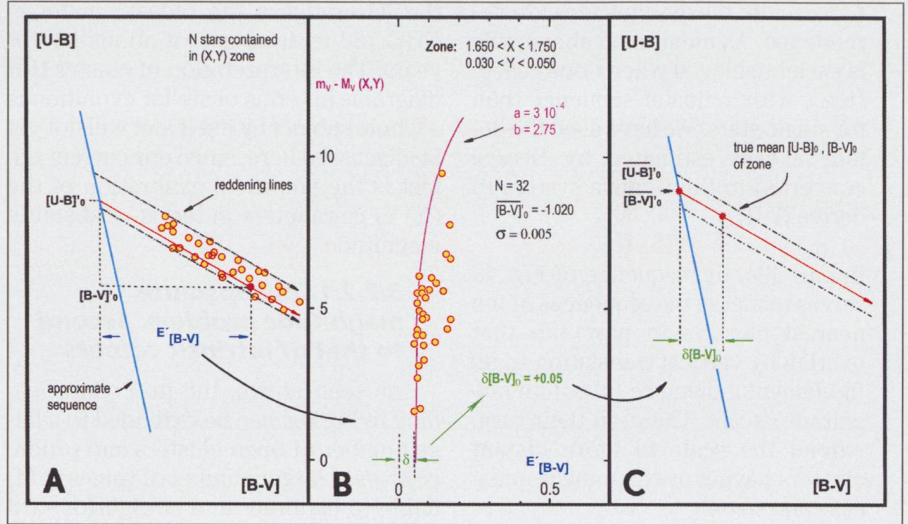 [U-B]
N stars contained
in (X,Y) zone
reddening lines
[U-B]'₀
[B-V]'₀
E' [B-V]
approximate
sequence
A
[B-V]
Zone: 1.650 < X < 1.750
0.030 < Y < 0.050
mv - Mv (X,Y)
a = 3 10
b = 2.75
10
N = 32
[B-V]'₀ = -1.020
σ = 0.005
5
δ[B-V]₀ = +0.05
0
δ
E [B-V]
B
0
0.5
[U-B]
true mean [U-B]₀ , [B-V]₀
of zone
[U-B]'₀
[B-V]'₀
δ[B-V]₀
C
[B-V]